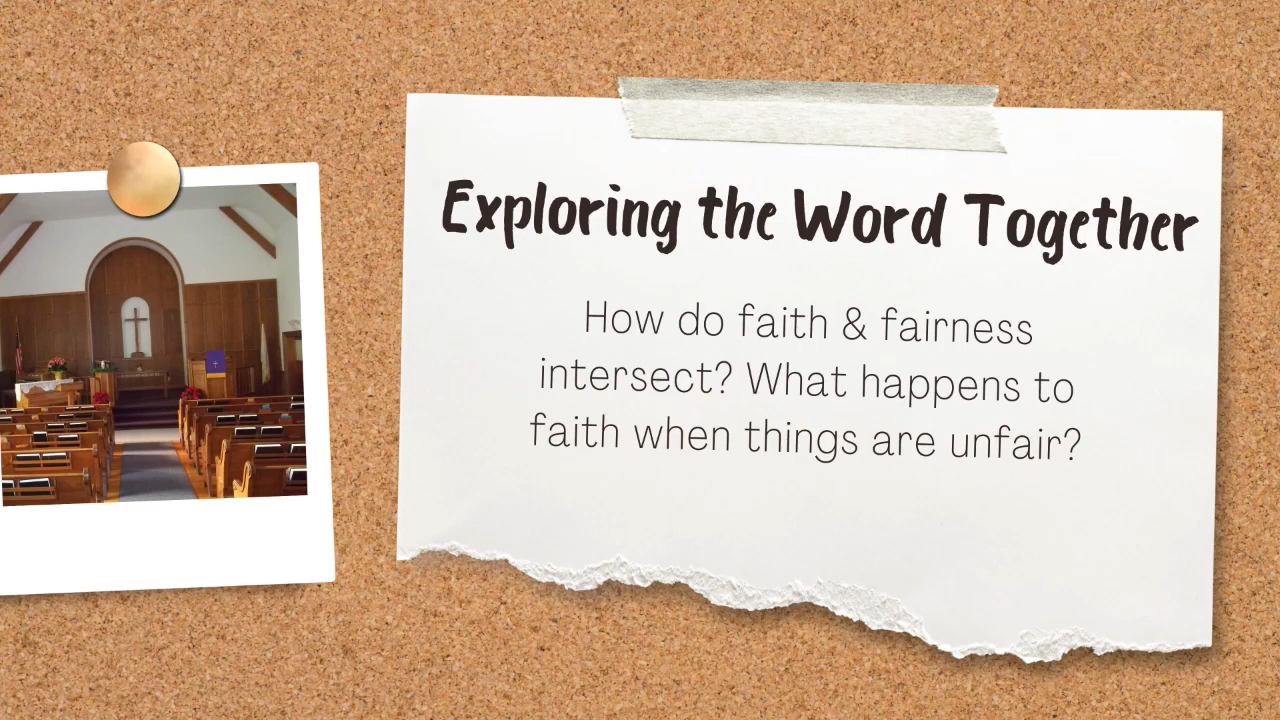 Exploring the Word Together
How do faith & fairness
intersect? What happens to
faith when things are unfair?